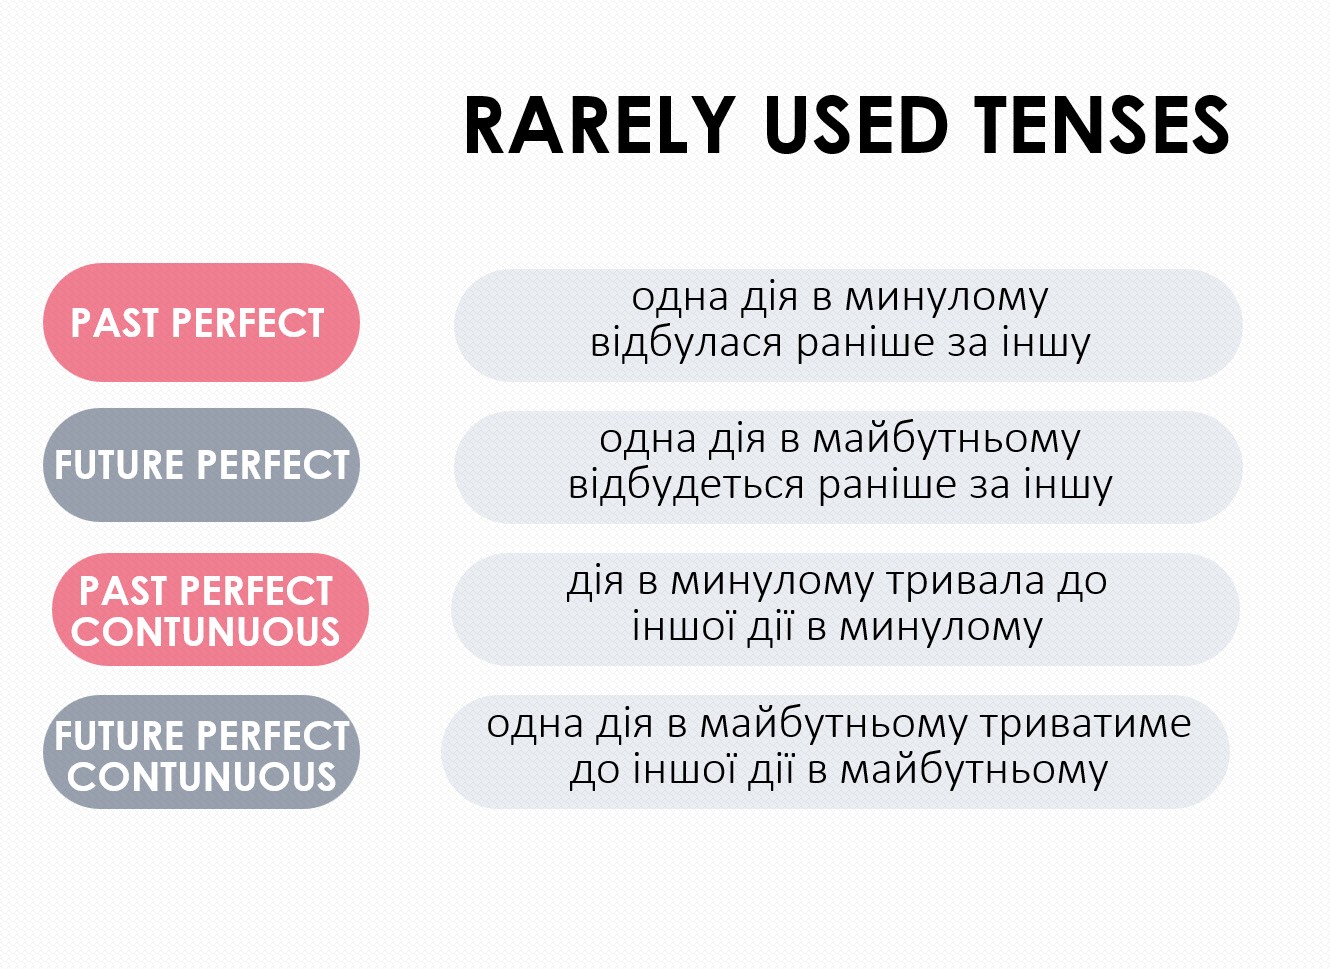 RARELY USED TENSES
PAST PERFECT
одна дія в минулому
відбулася раніше за іншу
FUTURE PERFECT
одна дія в майбутньому
відбудеться раніше за іншу
PAST PERFECT
CONTUNUOUS
дія в минулому тривала до
іншої дії в минулому
FUTURE PERFECT
CONTUNUOUS
одна дія в майбутньому триватиме
до іншої дії в майбутньому